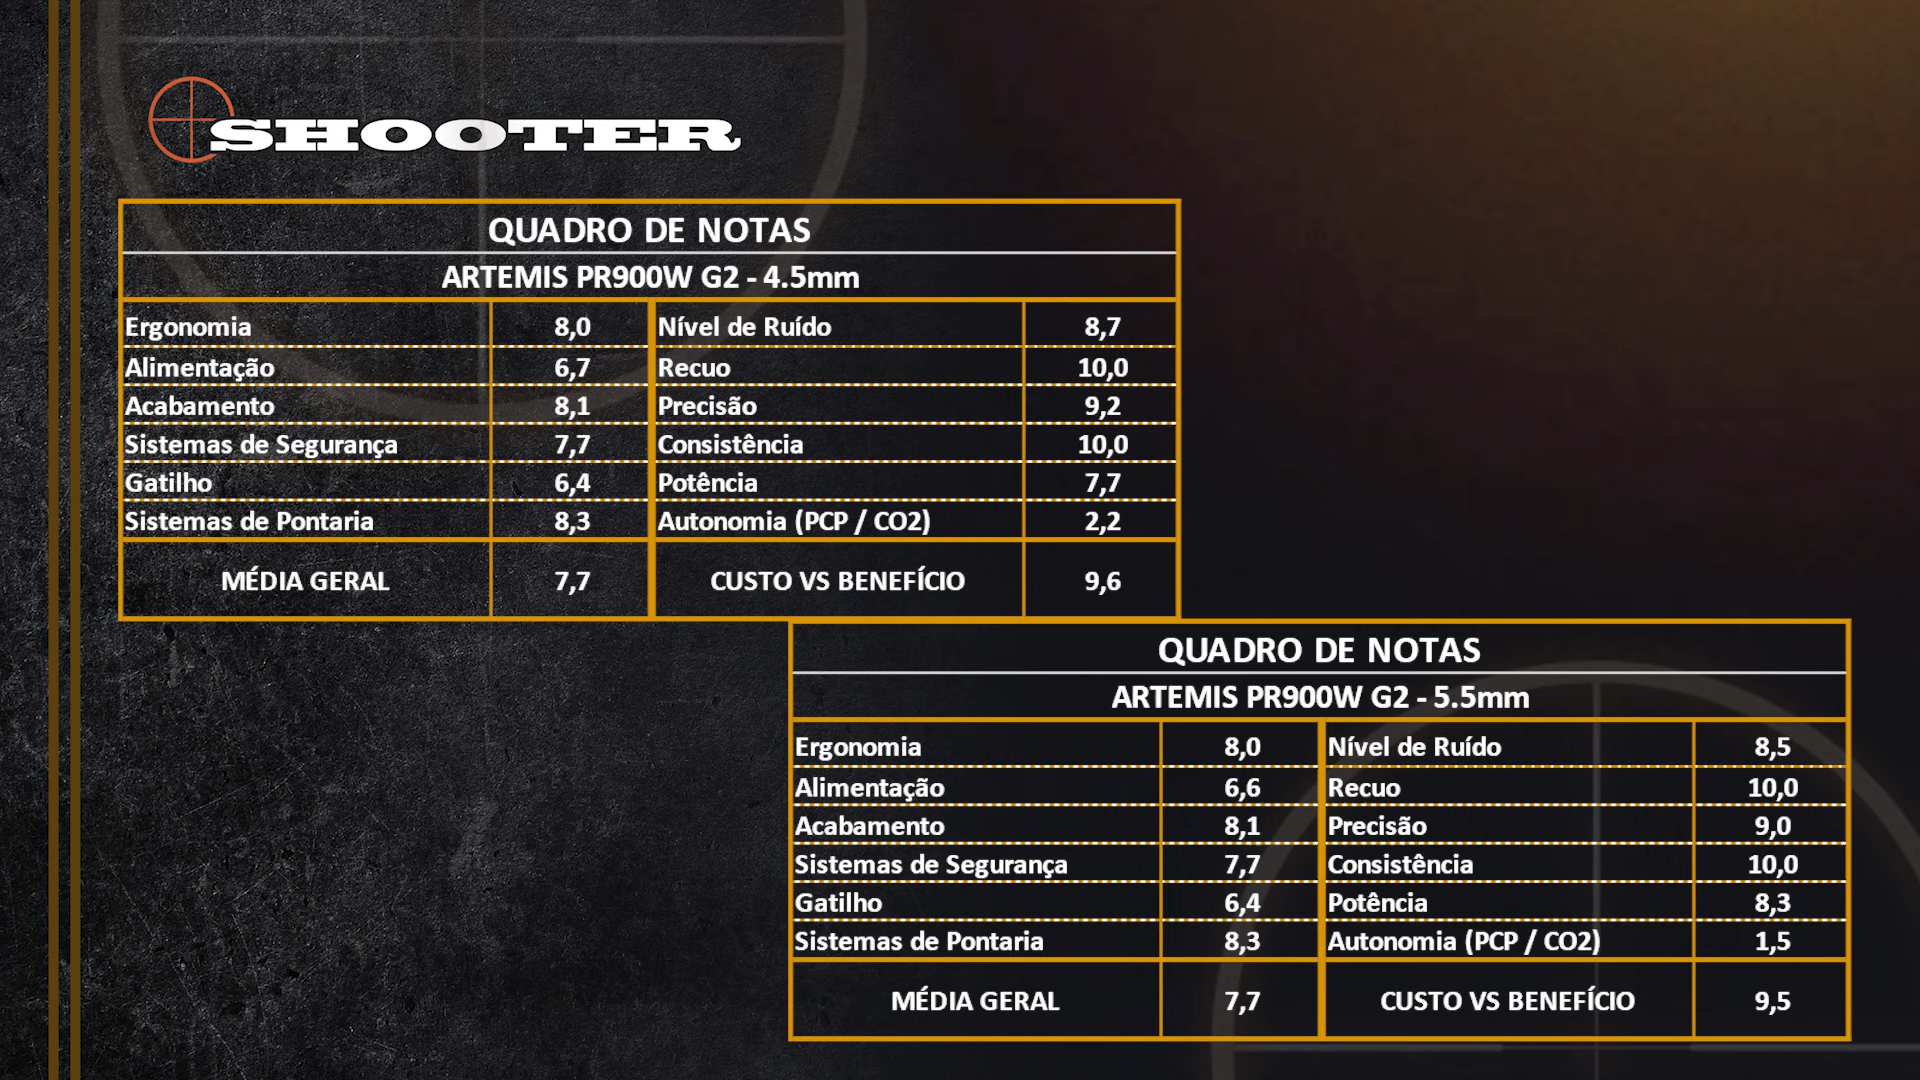 SHOOTER
QUADRO DE NOTAS
ARTEMIS PR900W G2 - 4.5mm
Ergonomia 8,0 Nível de Ruído 8,7
Alimentação 6,7 Recuo 10,0
Acabamento 8,1 Precisão 9,2
Sistemas de Segurança 7,7 Consistência 10,0
Gatilho 6,4 Potência 7,7
Sistemas de Pontaria 8,3 Autonomia (PCP / CO2) 2,2
MÉDIA GERAL 7,7 CUSTO VS BENEFÍCIO 9,6
QUADRO DE NOTAS
ARTEMIS PR900W G2 - 5.5mm
Ergonomia 8,0 Nível de Ruído 8,5
Alimentação 6,6 Recuo 10,0
Acabamento 8,1 Precisão 9,0
Sistemas de Segurança 7,7 Consistência 10,0
Gatilho 6,4 Potência 8,3
Sistemas de Pontaria 8,3 Autonomia (PCP / CO2) 1,5
MÉDIA GERAL 7,7 CUSTO VS BENEFÍCIO 9,5